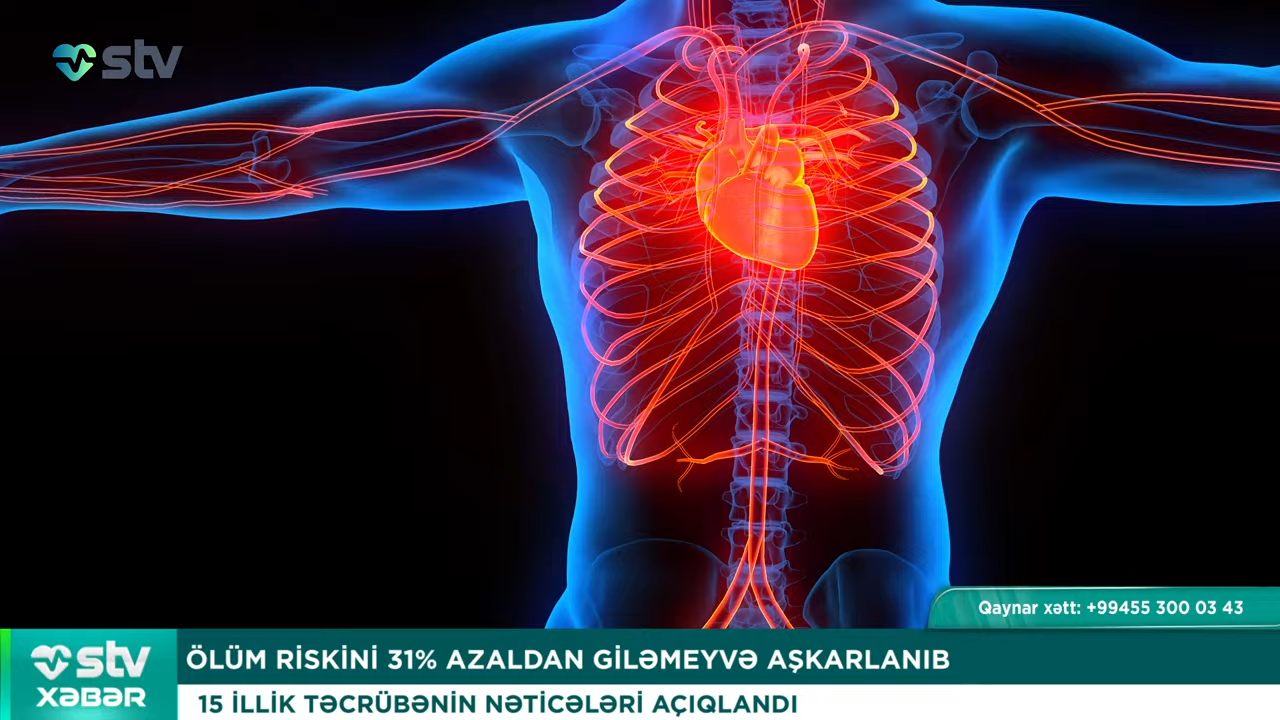 stv
Qaynar xətt: +99455 300 03 43
stv
XƏBƏR
ÖLÜM RİSKİNİ 31% AZALDAN GİLƏMEYVƏ AŞKARLANIB
15 İLLİK TƏCRÜBƏNİN NƏTİCƏLƏRİ AÇIQLANDI